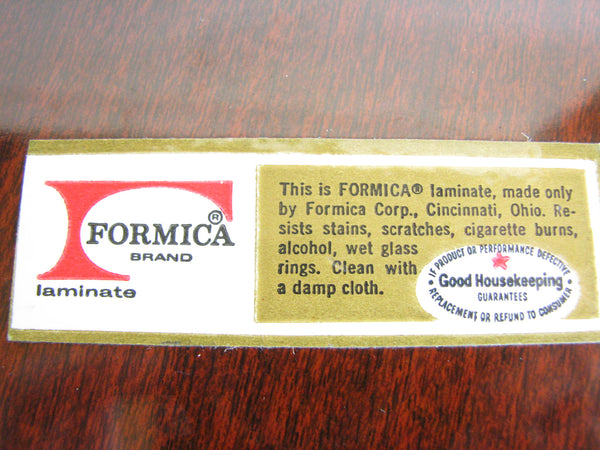 FORMICA®
BRAND
laminate
This is FORMICA® laminate, made only
by Formica Corp., Cincinnati, Ohio. Re-
sists stains, scratches, cigarette burns,
alcohol, wet glass
rings. Clean with
a damp cloth.
IF PRODUCT OR PERFORMANCE DEFECTIVE
Good Housekeeping
GUARANTEES
REPLACEMENT OR REFUND TO CONSUMER